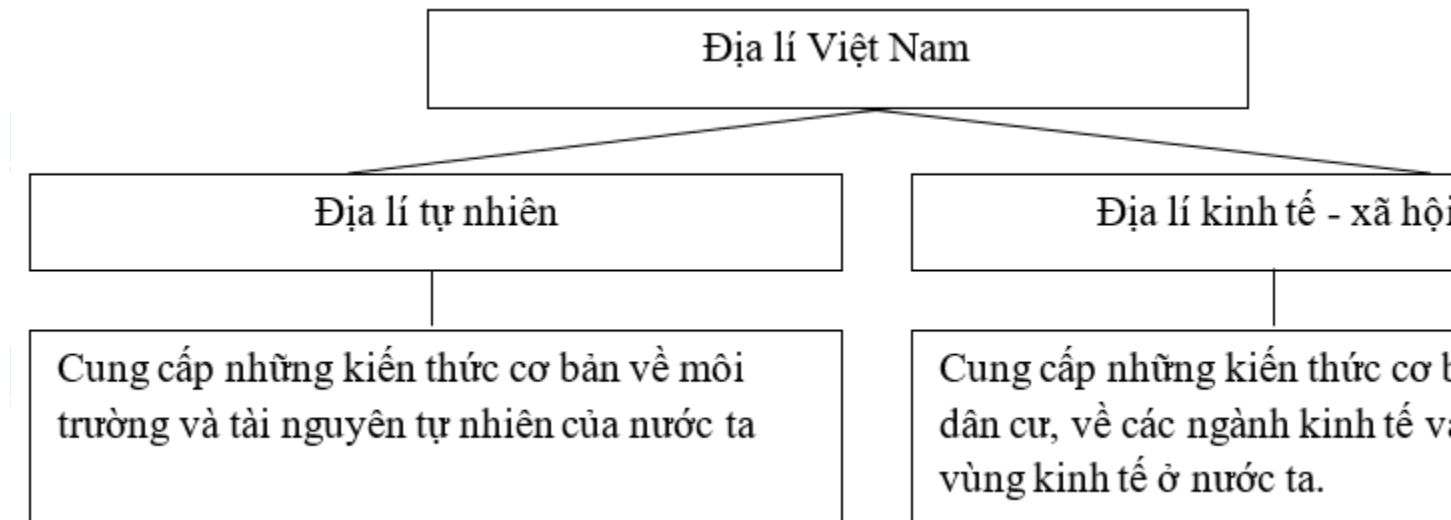 Địa lí Việt Nam
Địa lí tự nhiên
Địa lí kinh tế - xã hội
Cung cấp những kiến thức cơ bản về môi
trường và tài nguyên tự nhiên của nước ta
Cung cấp những kiến thức cơ
dân cư, về các ngành kinh tế
vùng kinh tế ở nước ta.